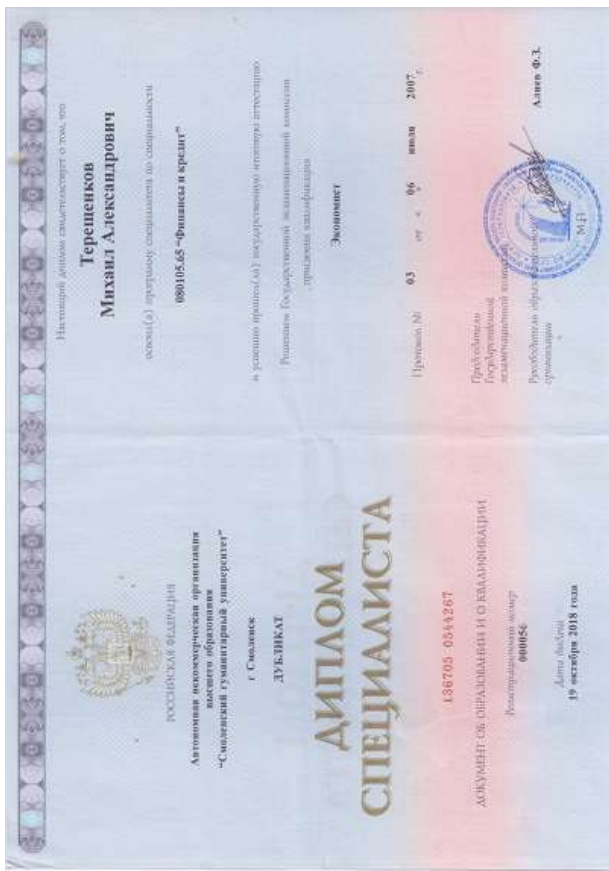 РОССИЙСКАЯ ФЕДЕРАЦИЯ
Автономная некоммерческая организация
высшего образования
"Смоленский гуманитарный университет"
г Смоленск
ДУБЛИКАТ
ДИПЛОМ
СПЕЦИАЛИСТА
136705 0544267
ДОКУМЕНТ ОБ ОБРАЗОВАНИИ И О КВАЛИФИКАЦИИ
Регистрационный номер
000056
Дата выдачи
19 октября 2018 года
Настоящий диплом свидетельствует о том, что
Терещенков
Михаил Александрович
освоил(а) программу специалитета по специальности
080105.65 "Финансы и кредит"
и успешно прошел(ла) государственную итоговую аттестацию
Решением Государственной экзаменационной комиссии
присвоена квалификация
Экономист
Протокол № 03 от « 06 » июля 2007 г.
Председатель
Государственной
экзаменационной комиссии
Руководитель образовательной
организации
Алиев Ф.З.
М.П.